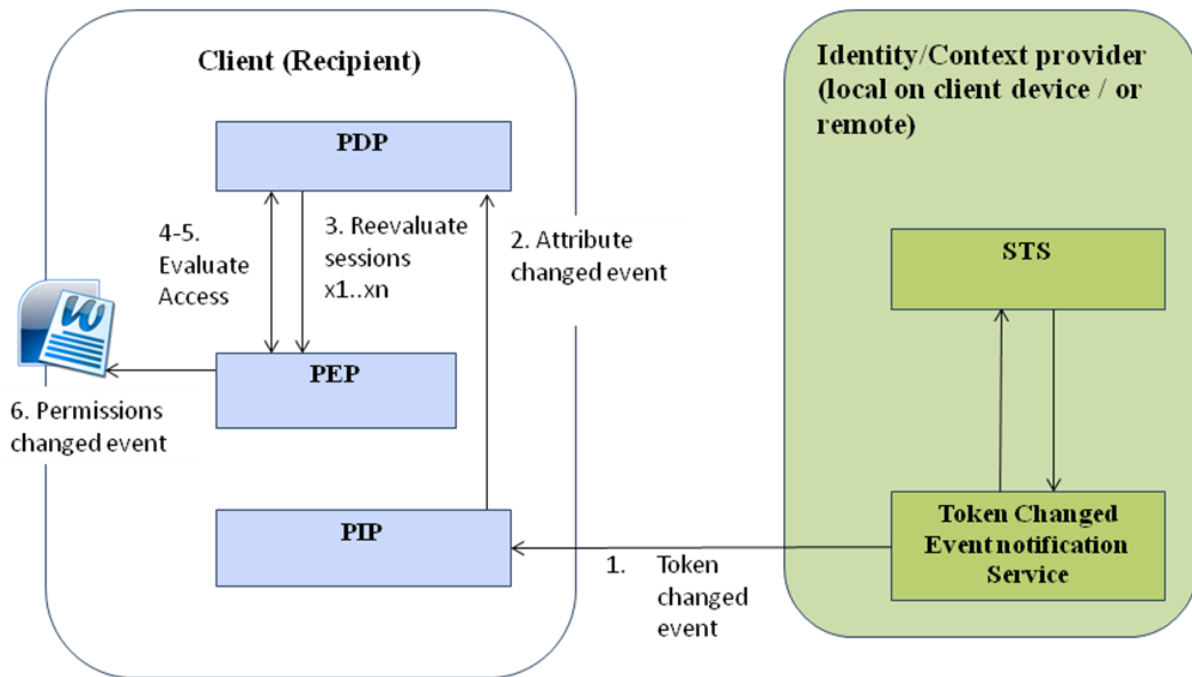 Client (Recipient)
PDP
4-5.
Evaluate
Access
3. Reevaluate
sessions
x1..xn
2. Attribute
changed event
W
PEP
6. Permissions
changed event
PIP
1. Token
changed
event
Identity/Context provider
(local on client device / or
remote)
STS
Token Changed
Event notification
Service